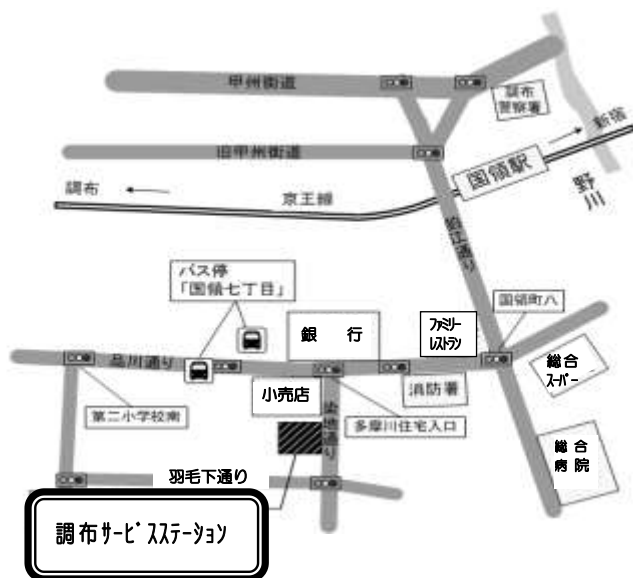 甲州街道
調布
警察署
新宿
旧甲州街道
国領駅
調布
京王線
野川
狛江通り
バス停
「国領七丁目」
国領町八
銀 行
ファミリー
レストラン
品川通り
総合
スーパー
小売店
消防署
第二小学校南
染地通り
多摩川住宅入口
総合
病院
羽毛下通り
調布サービスステーション